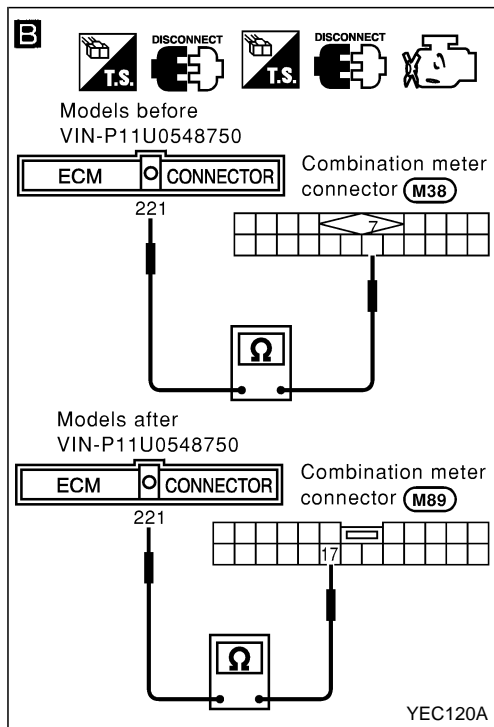 B
T.S. DISCONNECT T.S. DISCONNECT
Models before
VIN-P11U0548750
ECM CONNECTOR
221
Combination meter
connector M38
7
Ω
Models after
VIN-P11U0548750
ECM CONNECTOR
221
Combination meter
connector M89
17
Ω
YEC120A